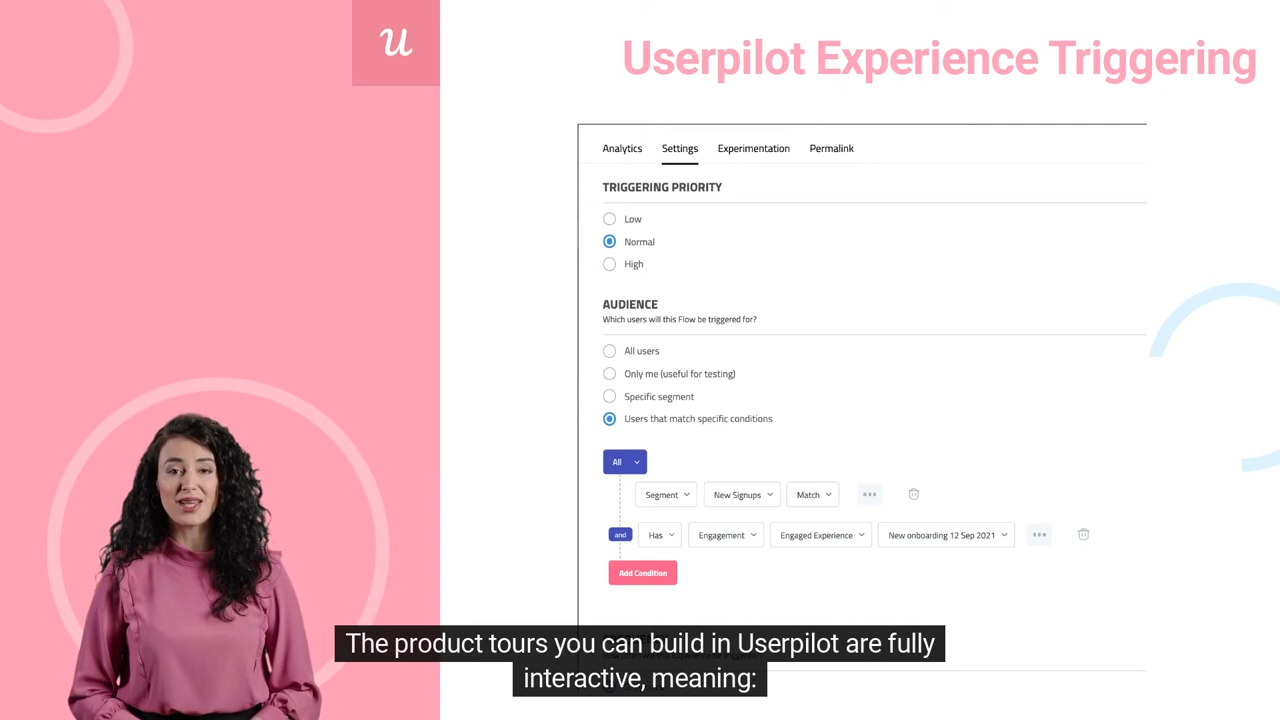 u
Userpilot Experience Triggering
Analytics Settings Experimentation Permalink
TRIGGERING PRIORITY
Low
Normal
High
AUDIENCE
Which users will this Flow be triggered for?
All users
Only me (useful for testing)
Specific segment
Users that match specific conditions
All
Segment New Signups Match
and Has Engagement Engaged Experience New onboarding 12 Sep 2021
Add Condition
The product tours you can build in Userpilot are fully
interactive, meaning: